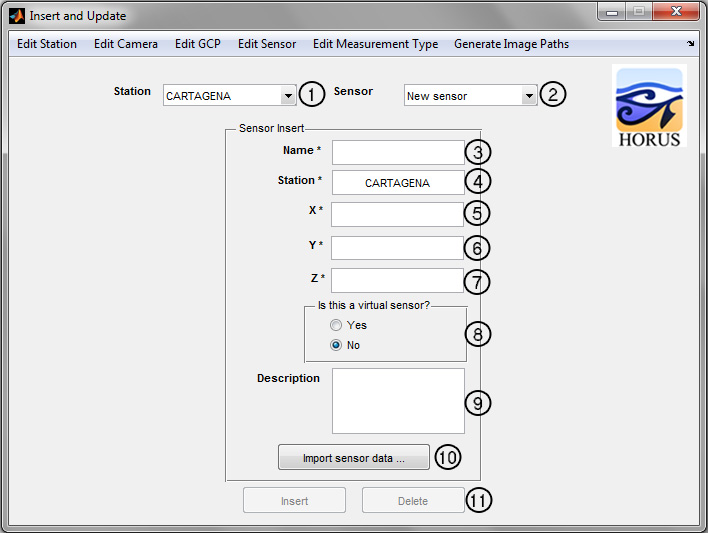 Insert and Update
Edit Station Edit Camera Edit GCP Edit Sensor Edit Measurement Type Generate Image Paths
Station CARTAGENA 1 Sensor New sensor 2
HORUS
Sensor Insert
Name * 3
Station * CARTAGENA 4
X * 5
Y * 6
Z * 7
Is this a virtual sensor?
Yes
8
No
Description
9
Import sensor data ... 10
Insert Delete 11